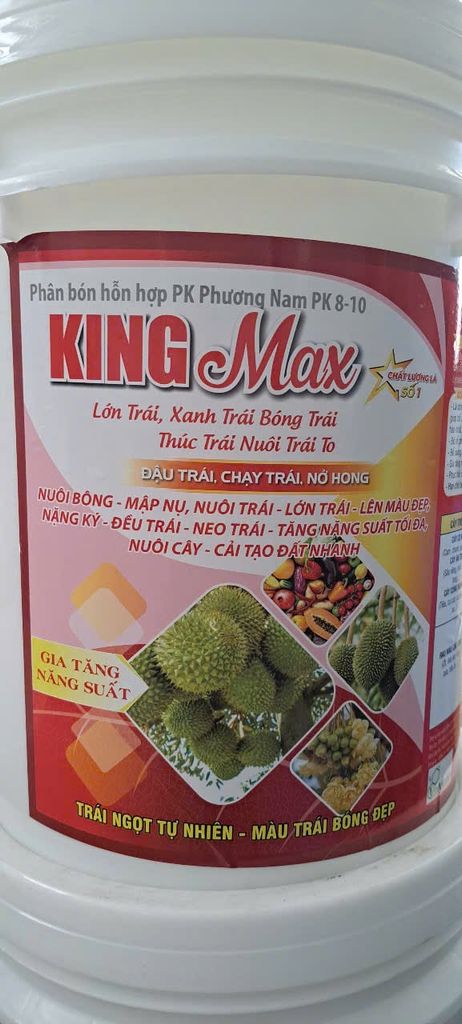 Phân bón hỗn hợp PK Phương Nam PK 8-10
KING Max
CHẤT LƯỢNG LÀ
SỐ 1
Lớn Trái, Xanh Trái Bóng Trái
Thúc Trái Nuôi Trái To
ĐẬU TRÁI, CHẠY TRÁI, NỞ HONG
NUÔI BÔNG - MẬP NỤ, NUÔI TRÁI - LỚN TRÁI - LÊN MÀU ĐẸP,
NẶNG KÝ - ĐỀU TRÁI - NEO TRÁI - TĂNG NĂNG SUẤT TỐI ĐA,
NUÔI CÂY - CẢI TẠO ĐẤT NHANH
GIA TĂNG
NĂNG SUẤT
TRÁI NGỌT TỰ NHIÊN - MÀU TRÁI BÓNG ĐẸP